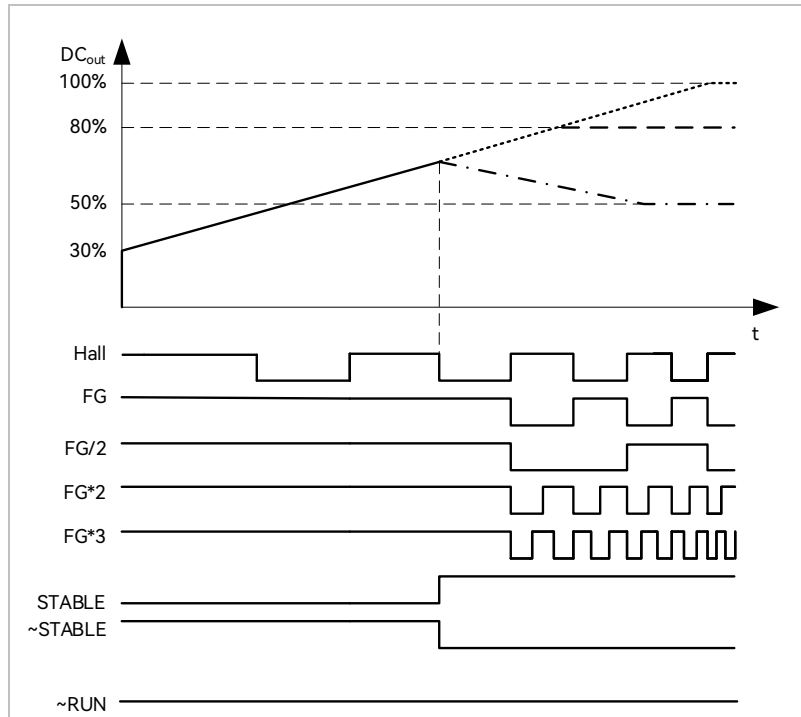 DCout
100%
80%
50%
30%
t
Hall
FG
FG/2
FG*2
FG*3
STABLE
~STABLE
~RUN